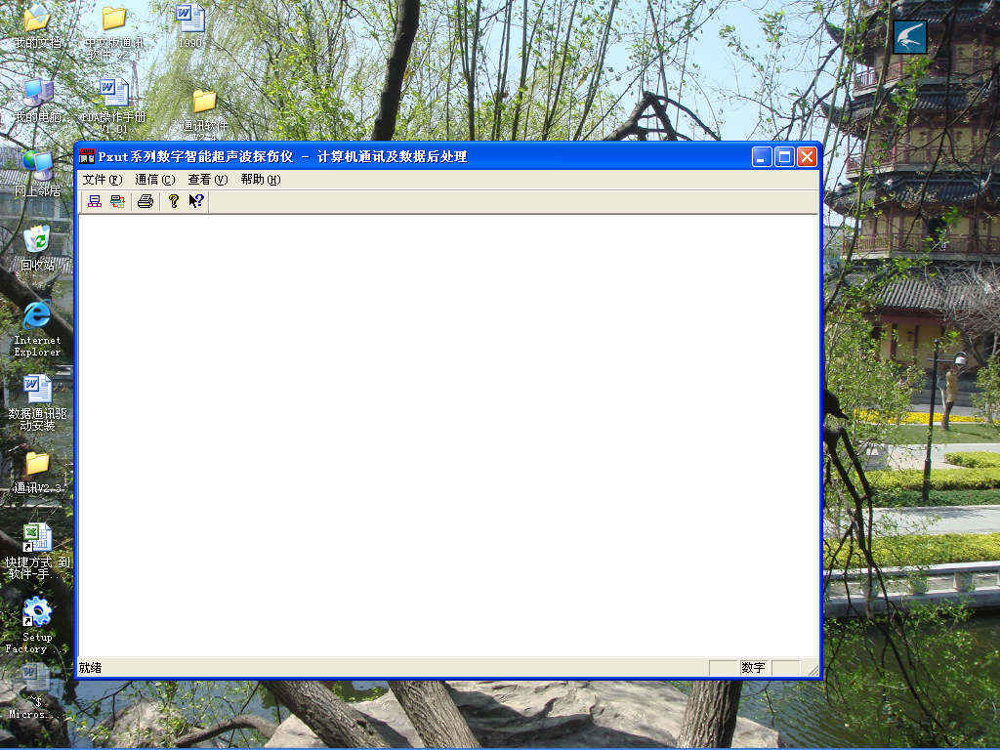 我的文档
中文版通讯
1990-
我的电脑
PDA操作手册
V1.01
通讯软件
网上邻居
回收站
Internet
Explorer
数据通讯驱
动安装
通讯V2.3
快捷方式 到
软件-手...
Setup
Factory ...
~$
Micros...
Pxut系列数字智能超声波探伤仪 - 计算机通讯及数据后处理
文件(F) 通信(C) 查看(V) 帮助(H)
就绪
数字